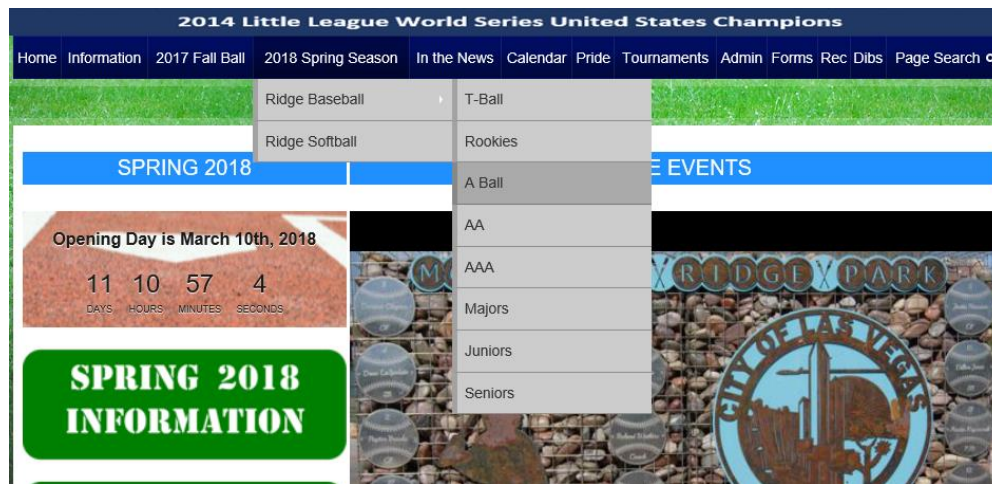 2014 Little League World Series United States Champions
Home Information 2017 Fall Ball 2018 Spring Season In the News Calendar Pride Tournaments Admin Forms Rec Dibs Page Search
Ridge Baseball
Ridge Softball
T-Ball
Rookies
A Ball
AA
AAA
Majors
Juniors
Seniors
SPRING 2018
EVENTS
Opening Day is March 10th, 2018
11 10 57 4
DAYS HOURS MINUTES SECONDS
SPRING 2018
INFORMATION
RIDGE PARK
CITY OF LAS VEGAS